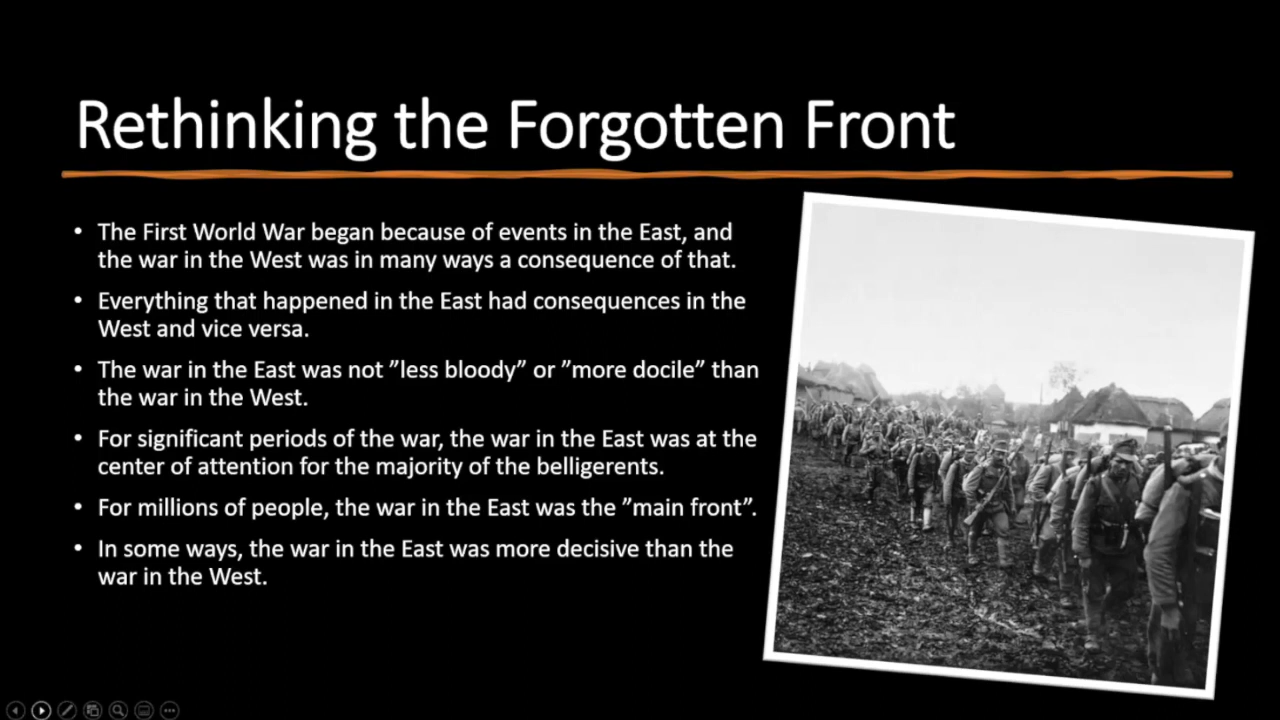 Rethinking the Forgotten Front
• The First World War began because of events in the East, and
the war in the West was in many ways a consequence of that.
• Everything that happened in the East had consequences in the
West and vice versa.
• The war in the East was not ”less bloody” or ”more docile” than
the war in the West.
• For significant periods of the war, the war in the East was at the
center of attention for the majority of the belligerents.
• For millions of people, the war in the East was the ”main front”.
• In some ways, the war in the East was more decisive than the
war in the West.